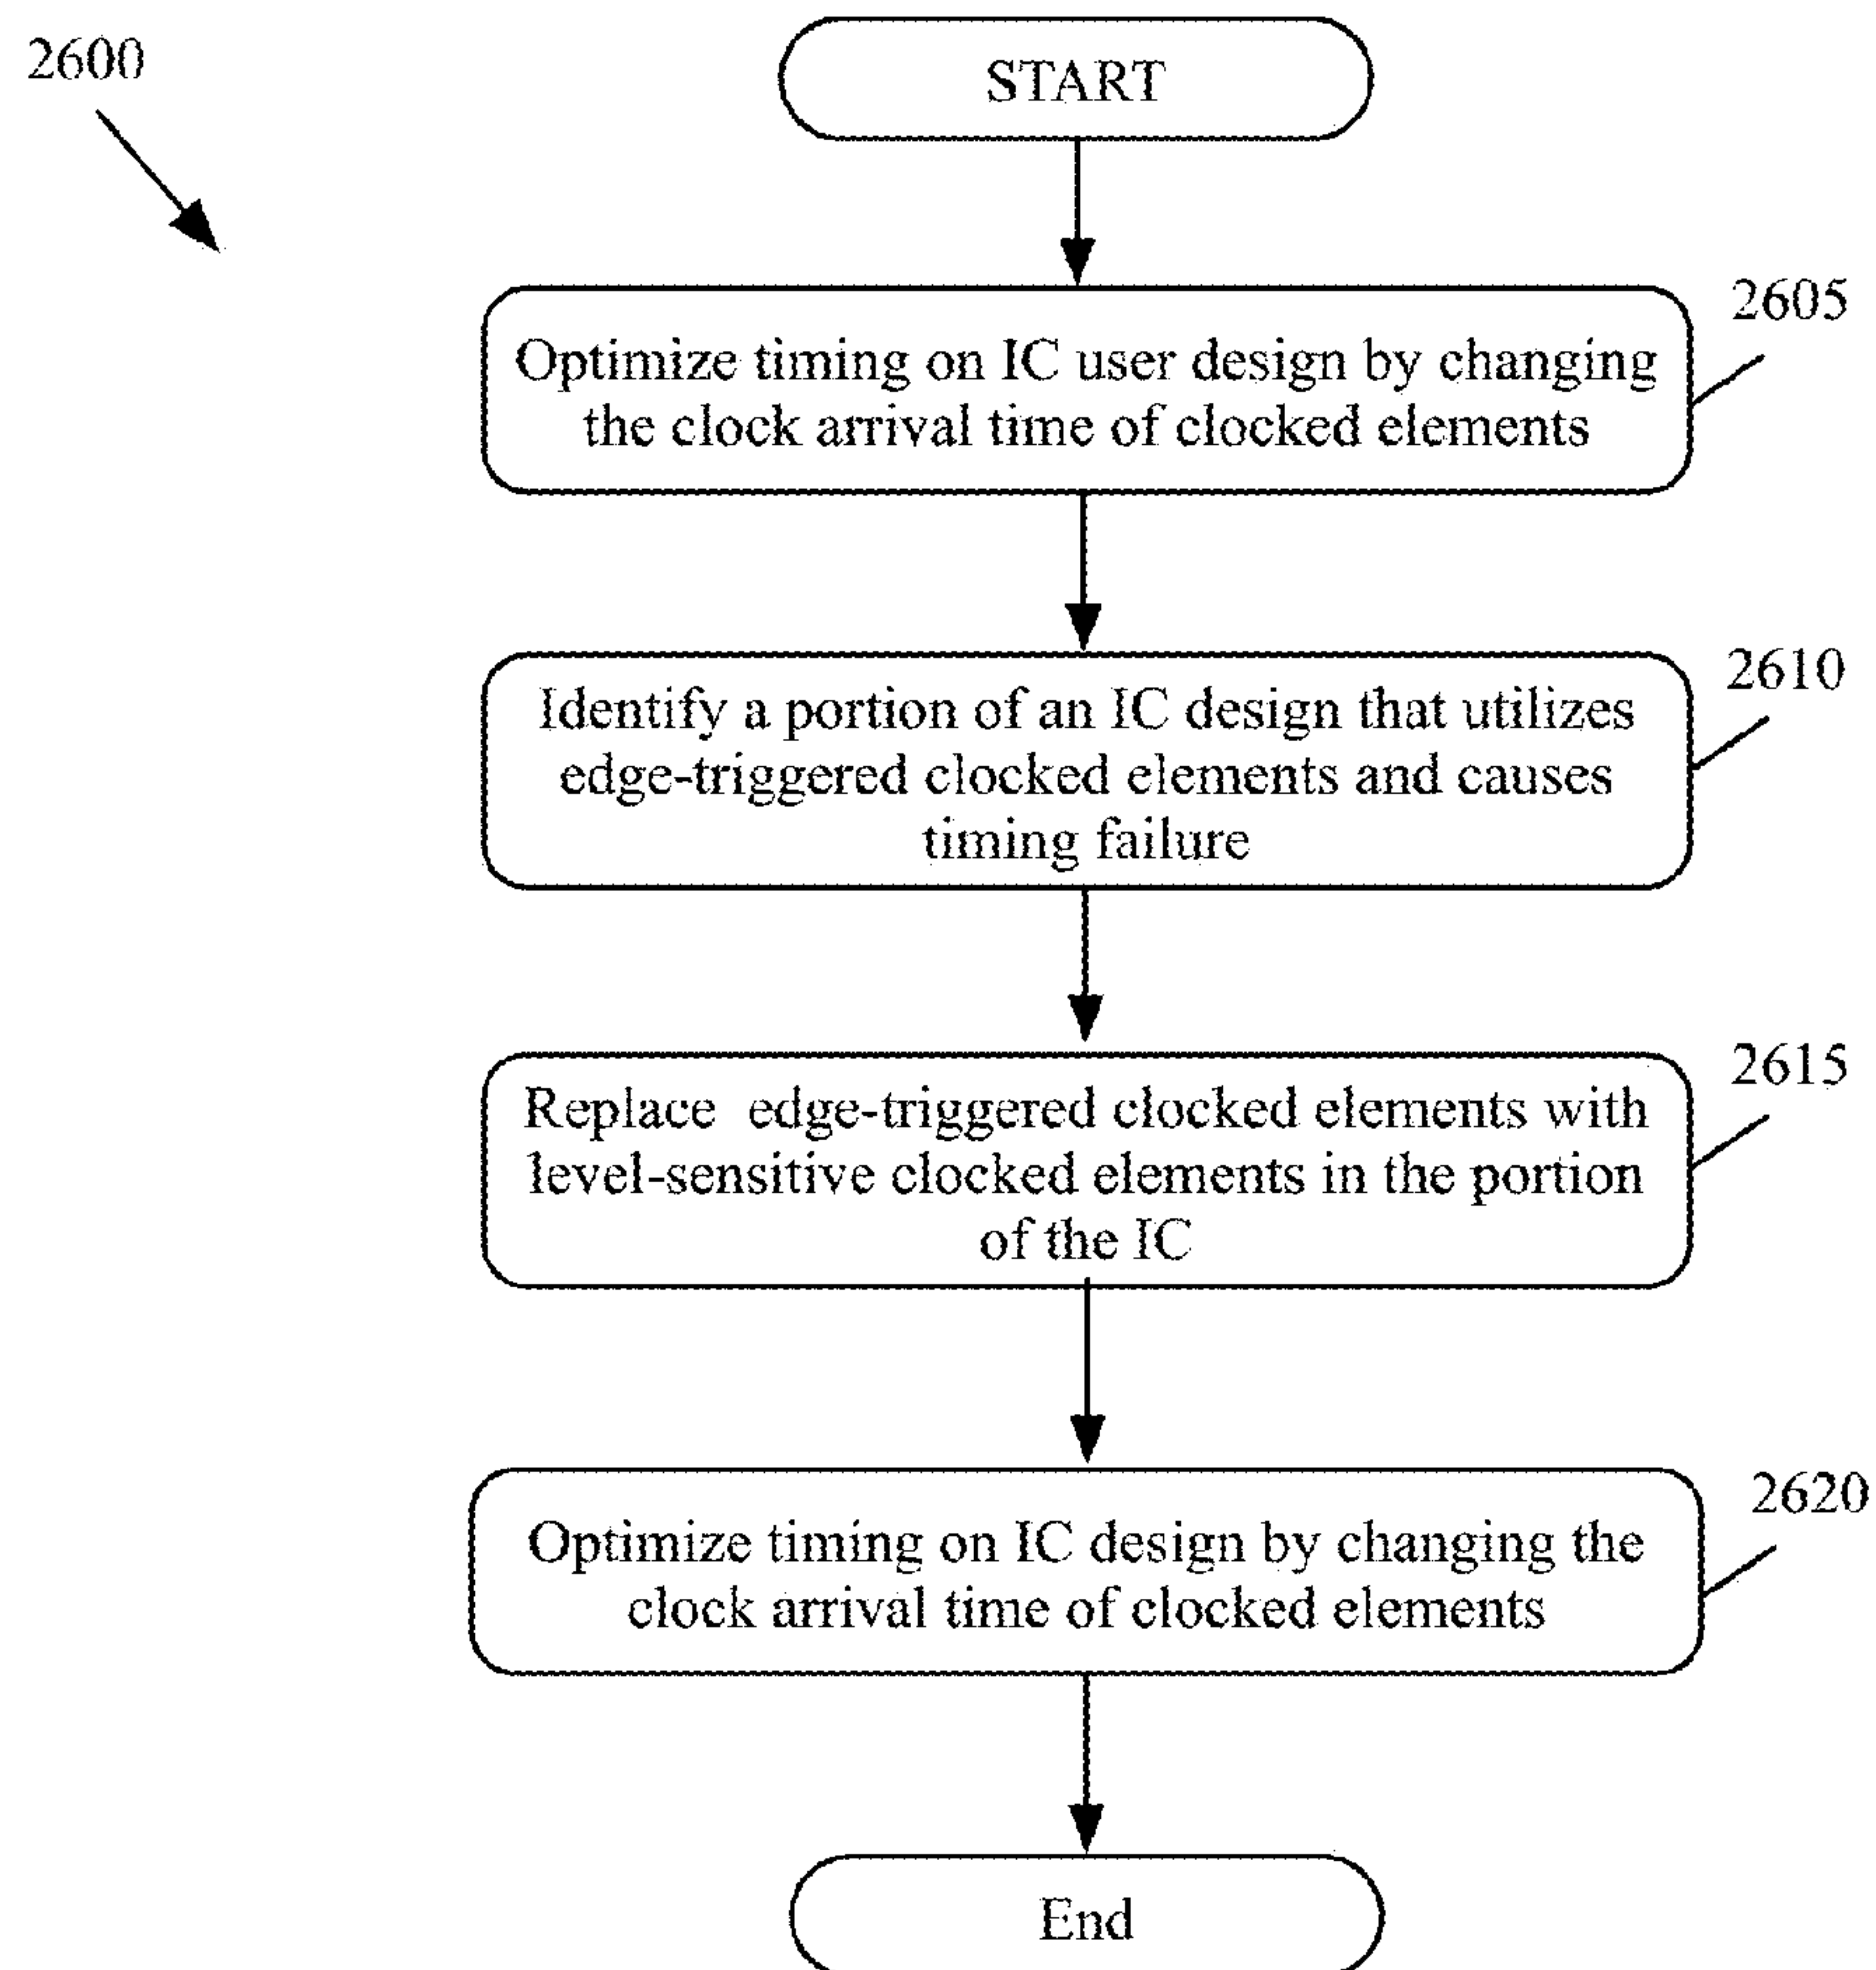 2600
START
2605
Optimize timing on IC user design by changing
the clock arrival time of clocked elements
2610
Identify a portion of an IC design that utilizes
edge-triggered clocked elements and causes
timing failure
2615
Replace edge-triggered clocked elements with
level-sensitive clocked elements in the portion
of the IC
2620
Optimize timing on IC design by changing the
clock arrival time of clocked elements
End